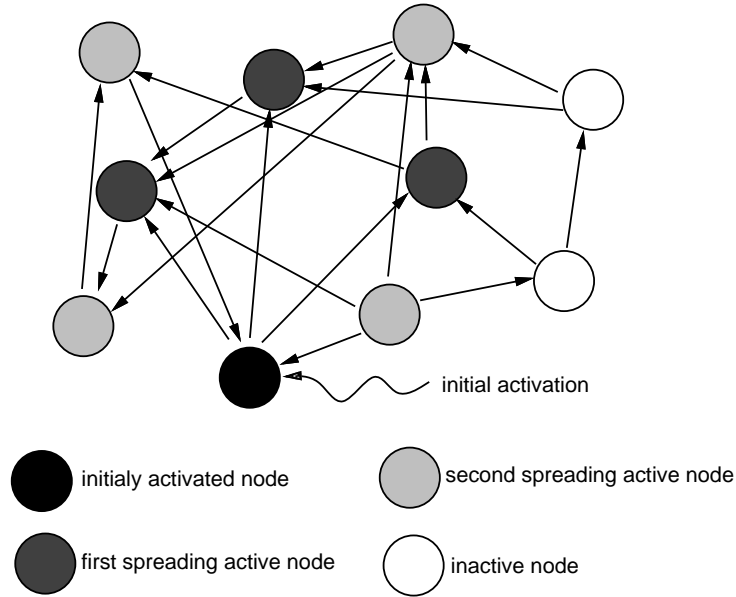 initial activation
initialy activated node
second spreading active node
first spreading active node
inactive node